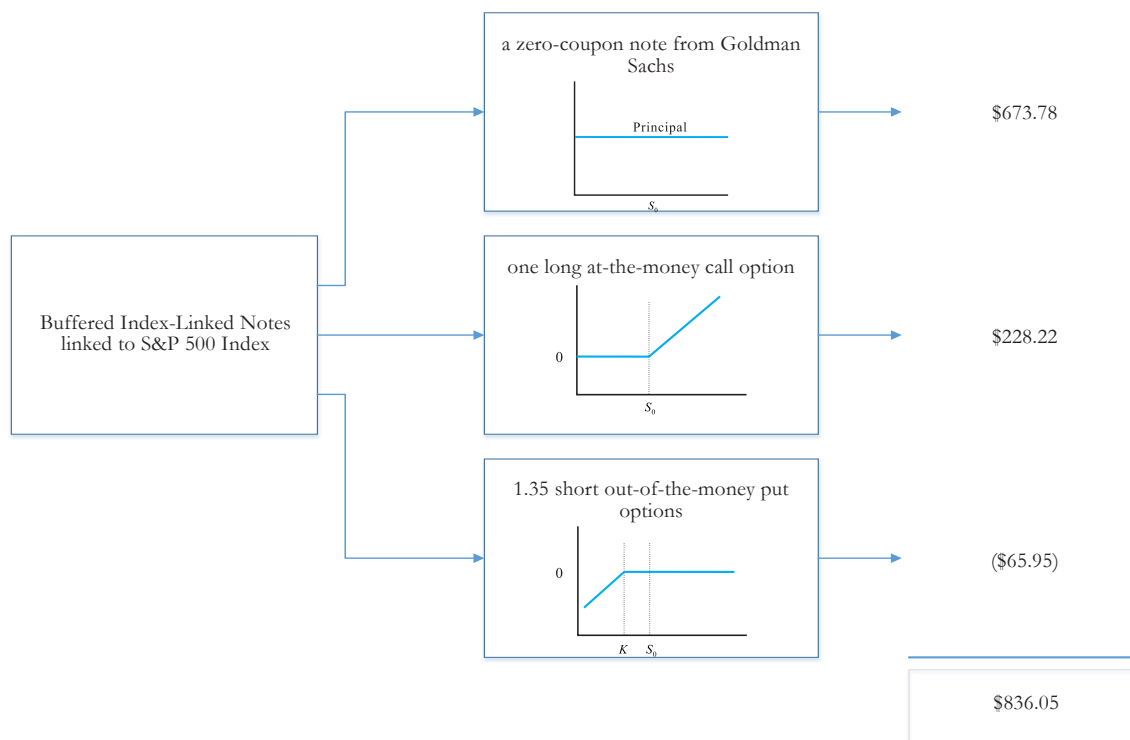 a zero-coupon note from Goldman
Sachs
Principal
S₀
$673.78
Buffered Index-Linked Notes
linked to S&P 500 Index
one long at-the-money call option
0
S₀
$228.22
1.35 short out-of-the-money put
options
0
K S₀
($65.95)
$836.05